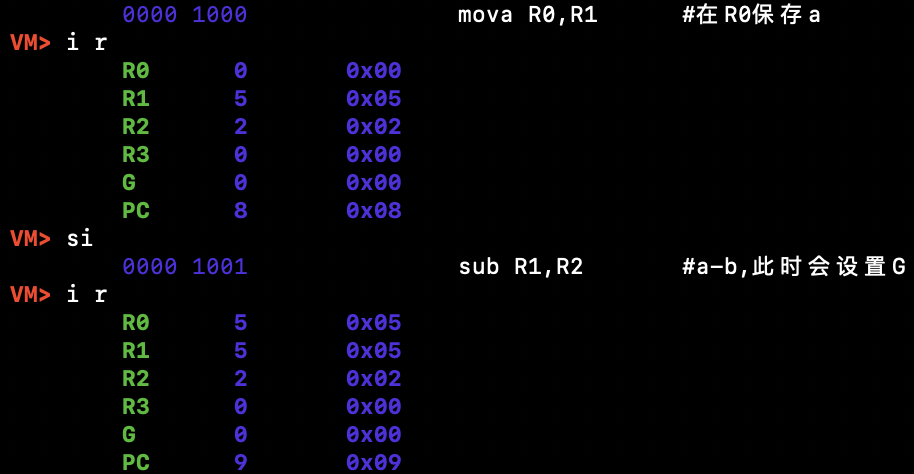 0000 1000 mova R0,R1 #在R0保存a
VM> i r
R0 0 0x00
R1 5 0x05
R2 2 0x02
R3 0 0x00
G 0 0x00
PC 8 0x08
VM> si
0000 1001 sub R1,R2 #a-b,此时会设置G
VM> i r
R0 5 0x05
R1 5 0x05
R2 2 0x02
R3 0 0x00
G 0 0x00
PC 9 0x09